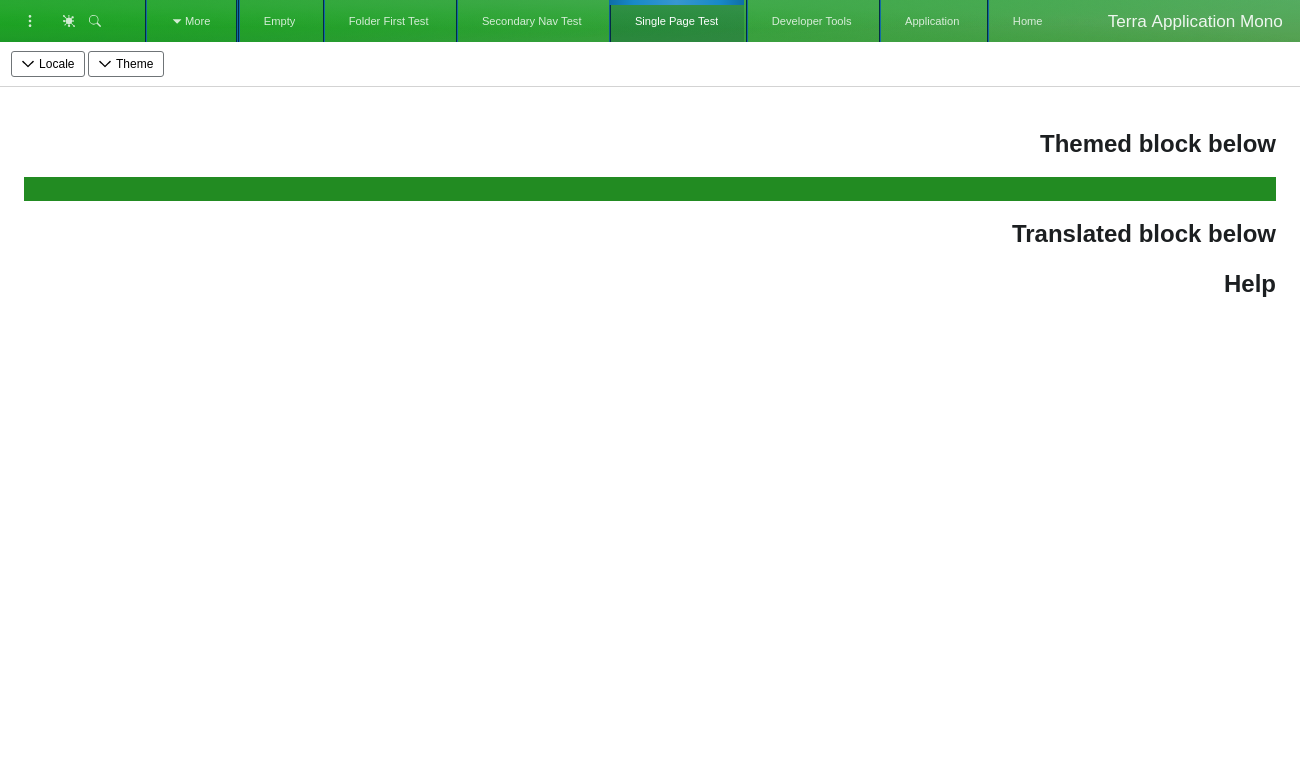 More
Empty
Folder First Test
Secondary Nav Test
Single Page Test
Developer Tools
Application
Home
Terra Application Mono
Locale
Theme
Themed block below
Translated block below
Help